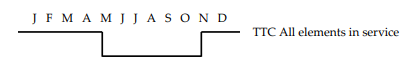 J F M A M J J A S O N D
TTC All elements in service